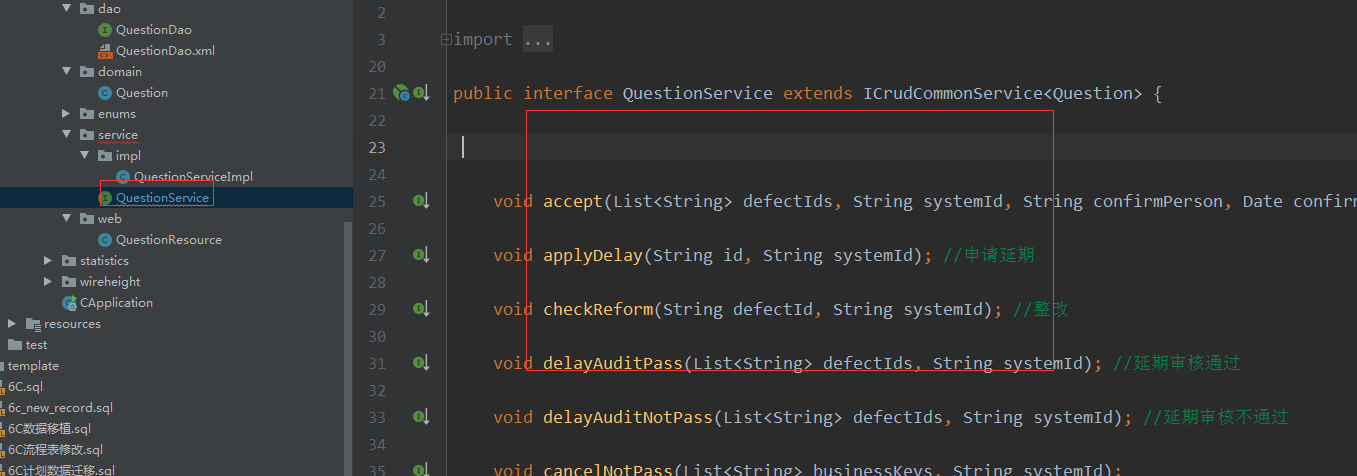 dao
QuestionDao
QuestionDao.xml
domain
Question
enums
service
impl
QuestionServiceImpl
QuestionService
web
QuestionResource
statistics
wireheight
CApplication
resources
test
template
6C.sql
6c_new_record.sql
6C数据移植.sql
6C流程表修改.sql
6C计划数据迁移.sql
2
3 import ...
20
21 public interface QuestionService extends ICrudCommonService<Question> {
22
23
24
25 void accept(List<String> defectIds, String systemId, String confirmPerson, Date confirm
26
27 void applyDelay(String id, String systemId); //申请延期
28
29 void checkReform(String defectId, String systemId); //整改
30
31 void delayAuditPass(List<String> defectIds, String systemId); //延期审核通过
32
33 void delayAuditNotPass(List<String> defectIds, String systemId); //延期审核不通过
34
35 void cancelNotPass(List<String> businessKeys, String systemId);